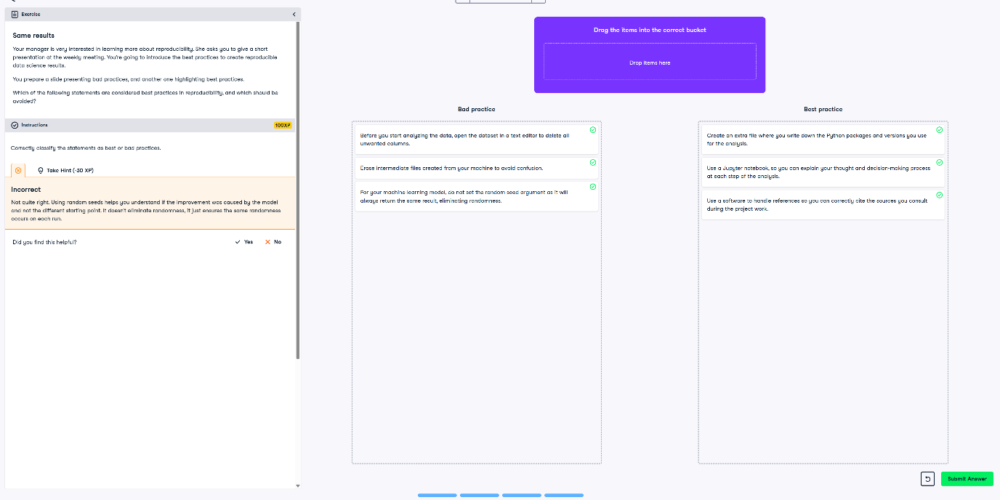 Exercise
Same results
Your manager is very interested in learning more about reproducibility. She asks you to give a short
presentation at the weekly meeting. You're going to introduce the best practices to create reproducible
data science results.
You prepare a slide presenting bad practices, and another one highlighting best practices.
Which of the following statements are considered best practices in reproducibility, and which should be
avoided?
Instructions
100XP
Correctly classify the statements as best or bad practices.
Take Hint (-30 XP)
Incorrect
Not quite right. Using random seeds helps you understand if the improvement was caused by the model
and not the different starting point. It doesn't eliminate randomness, it just ensures the same randomness
occurs on each run.
Did you find this helpful?
Yes
No
Drag the items into the correct bucket
Drop items here
Bad practice
Before you start analyzing the data, open the dataset in a text editor to delete all
unwanted columns.
Erase intermediate files created from your machine to avoid confusion.
For your machine learning model, do not set the random seed argument as it will
always return the same result, eliminating randomness.
Best practice
Create an extra file where you write down the Python packages and versions you use
for the analysis.
Use a Jupyter notebook, so you can explain your thought and decision-making process
at each step of the analysis.
Use a software to handle references so you can correctly cite the sources you consult
during the project work.
Submit Answer